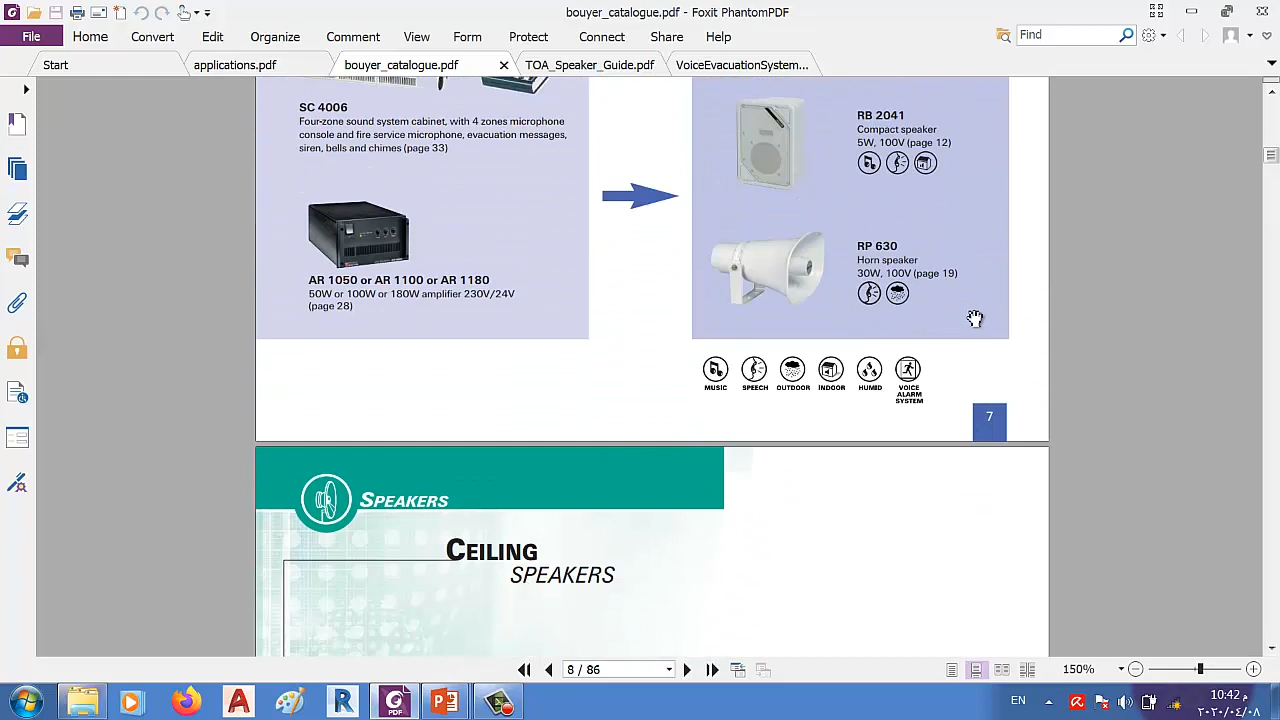 bouyer_catalogue.pdf - Foxit PhantomPDF
File Home Convert Edit Organize Comment View Form Protect Connect Share Help Find
Start applications.pdf bouyer_catalogue.pdf TOA_Speaker_Guide.pdf VoiceEvacuationSystem...
SC 4006
Four-zone sound system cabinet, with 4 zones microphone
console and fire service microphone, evacuation messages,
siren, bells and chimes (page 33)
AR 1050 or AR 1100 or AR 1180
50W or 100W or 180W amplifier 230V/24V
(page 28)
RB 2041
Compact speaker
5W, 100V (page 12)
RP 630
Horn speaker
30W, 100V (page 19)
MUSIC SPEECH OUTDOOR INDOOR HUMID VOICE
ALARM
SYSTEM
7
SPEAKERS
CEILING
SPEAKERS
8 / 86
150%
PDF
EN
10:42 م
٢٠٢٠/٠٤/٠٨